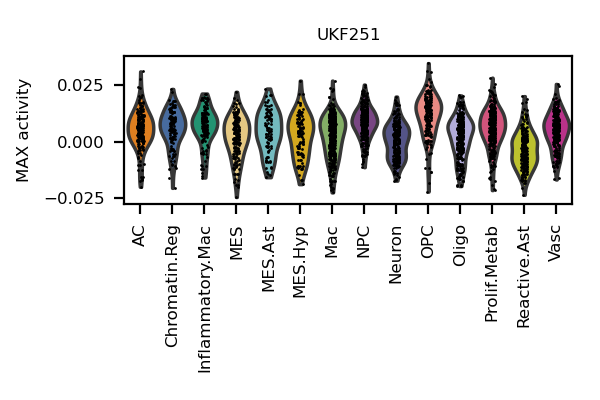 UKF251
MAX activity
0.025
0.000
−0.025
AC
Chromatin.Reg
Inflammatory.Mac
MES
MES.Ast
MES.Hyp
Mac
NPC
Neuron
OPC
Oligo
Prolif.Metab
Reactive.Ast
Vasc